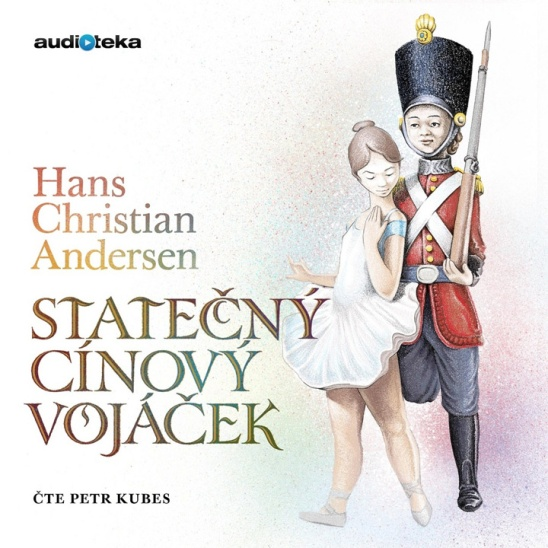 audioteka
Hans
Christian
Andersen
STATEČNÝ
CÍNOVÝ
VOJÁČEK
ČTE PETR KUBES